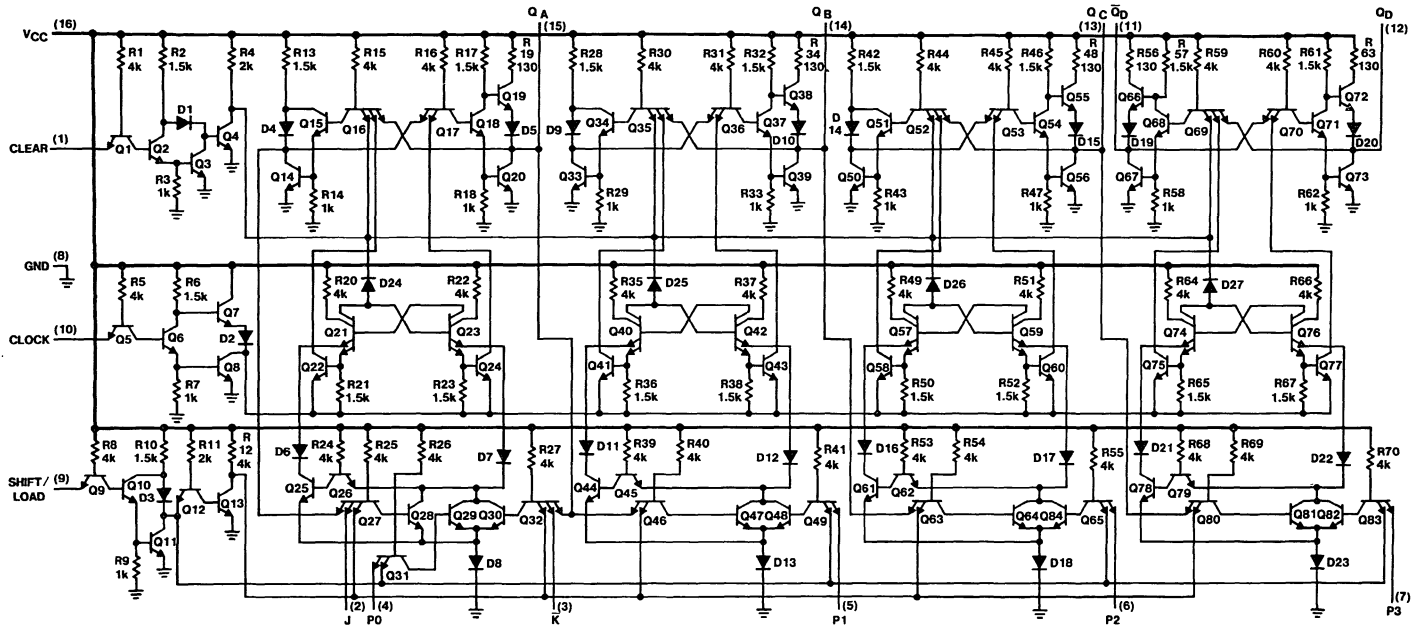 Q A Q B Q C Q̄D QD
VCC (16) (15) (14) (13) (11) (12)
R1 4k R2 1.5k R4 2k R13 1.5k R15 4k R16 4k R17 1.5k R 19 130 R28 1.5k R30 4k R31 4k R32 1.5k R 34 130 R42 1.5k R44 4k R45 4k R46 1.5k R 48 130 R56 130 R 57 1.5k R59 4k R60 4k R61 1.5k R 63 130
D1 Q19 Q38 Q55 Q66 Q72
D4 Q15 Q16 Q17 Q18 D5 D9 Q34 Q35 Q36 Q37 D10 D 14 Q51 Q52 Q53 Q54 D15 D19 Q68 Q69 Q70 Q71 D20
CLEAR (1) Q1 Q2 Q3 Q4
R3 1k Q14 R14 1k R18 1k Q20 Q33 R29 1k R33 1k Q39 Q50 R43 1k R47 1k Q56 Q67 R58 1k R62 1k Q73
GND (8)
R5 4k R6 1.5k Q7 R20 4k D24 R22 4k R35 4k D25 R37 4k R49 4k D26 R51 4k R64 4k D27 R66 4k
CLOCK (10) Q5 Q6 D2 Q21 Q23 Q40 Q42 Q57 Q59 Q74 Q76
Q8 Q22 Q24 Q41 Q43 Q58 Q60 Q75 Q77
R7 1k R21 1.5k R23 1.5k R36 1.5k R38 1.5k R50 1.5k R52 1.5k R65 1.5k R67 1.5k
R8 4k R10 1.5k R11 2k R 12 4k D6 R24 4k R25 4k R26 4k D7 R27 4k D11 R39 4k R40 4k D12 R41 4k D16 R53 4k R54 4k D17 R55 4k D21 R68 4k R69 4k D22 R70 4k
SHIFT/ LOAD (9) Q9 Q10 D3 Q12 Q13 Q25 Q26 Q27 Q28 Q29 Q30 Q32 Q44 Q45 Q46 Q47 Q48 Q49 Q61 Q62 Q63 Q64 Q84 Q65 Q78 Q79 Q80 Q81 Q82 Q83
R9 1k Q11 Q31 D8 D13 D18 D23
(2) (4) (3) (5) (6) (7)
J P0 K̄ P1 P2 P3